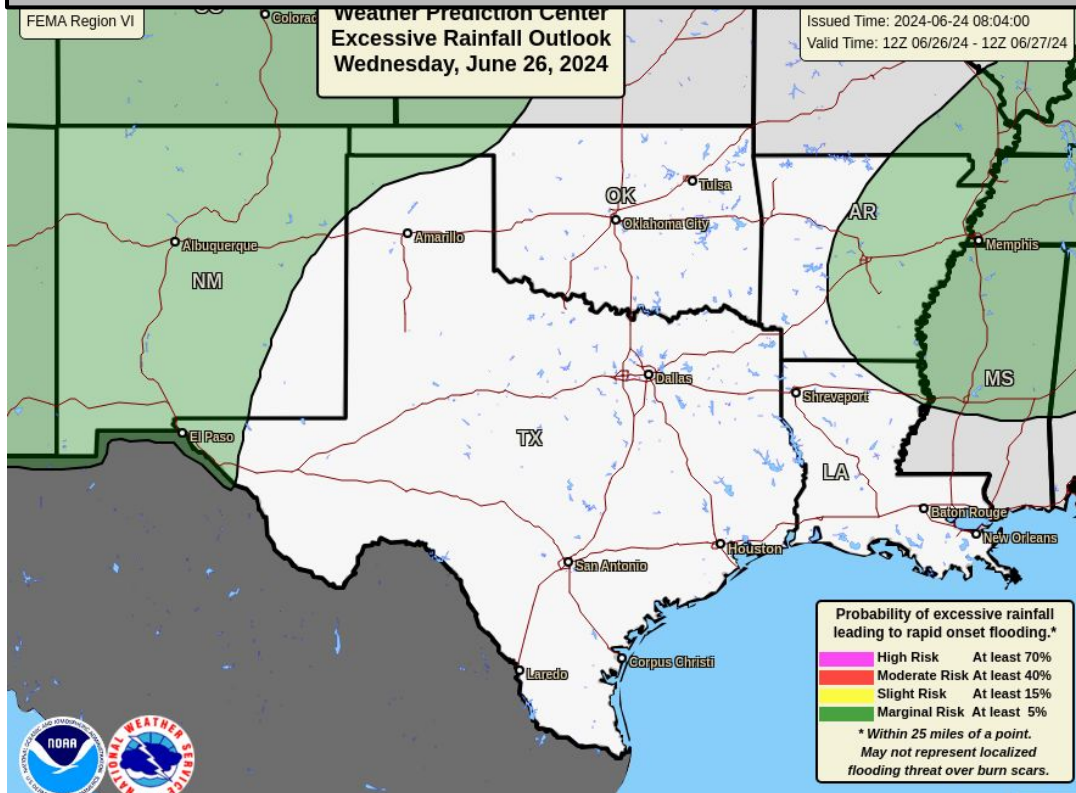 FEMA Region VI
Weather Prediction Center
Excessive Rainfall Outlook
Wednesday, June 26, 2024
Issued Time: 2024-06-24 08:04:00
Valid Time: 12Z 06/26/24 - 12Z 06/27/24
Tulsa
OK
Oklahoma City
AR
Amarillo
Albuquerque
Memphis
NM
Dallas
MS
Shreveport
El Paso
TX
LA
Baton Rouge
New Orleans
Houston
San Antonio
Corpus Christi
Laredo
Probability of excessive rainfall
leading to rapid onset flooding.*
High Risk At least 70%
Moderate Risk At least 40%
Slight Risk At least 15%
Marginal Risk At least 5%
* Within 25 miles of a point.
May not represent localized
flooding threat over burn scars.
NOAA
NATIONAL WEATHER SERVICE